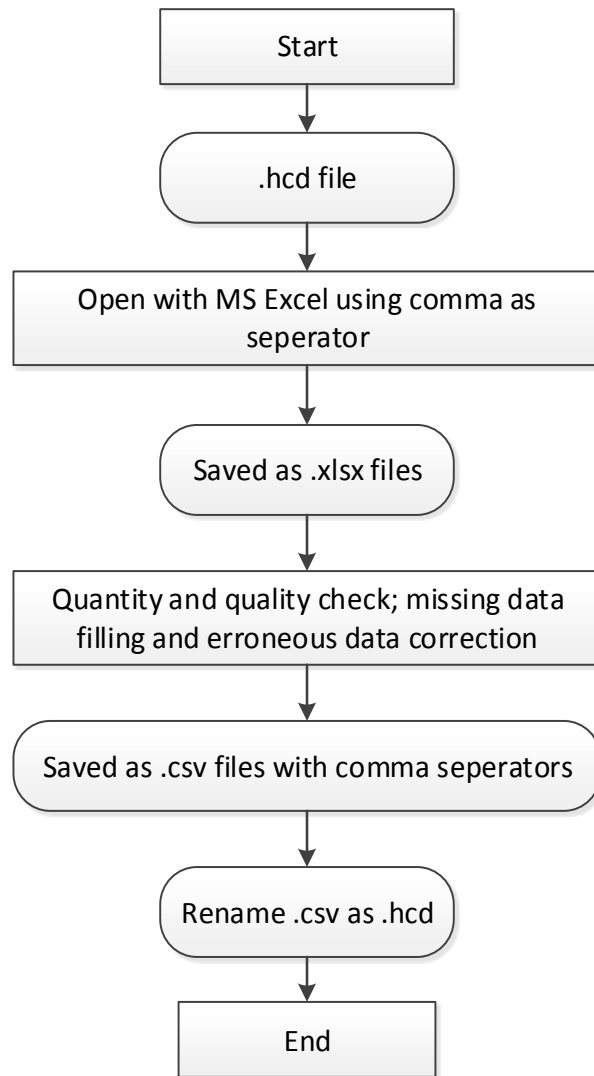 Start
.hcd file
Open with MS Excel using comma as
seperator
Saved as .xlsx files
Quantity and quality check; missing data
filling and erroneous data correction
Saved as .csv files with comma seperators
Rename .csv as .hcd
End